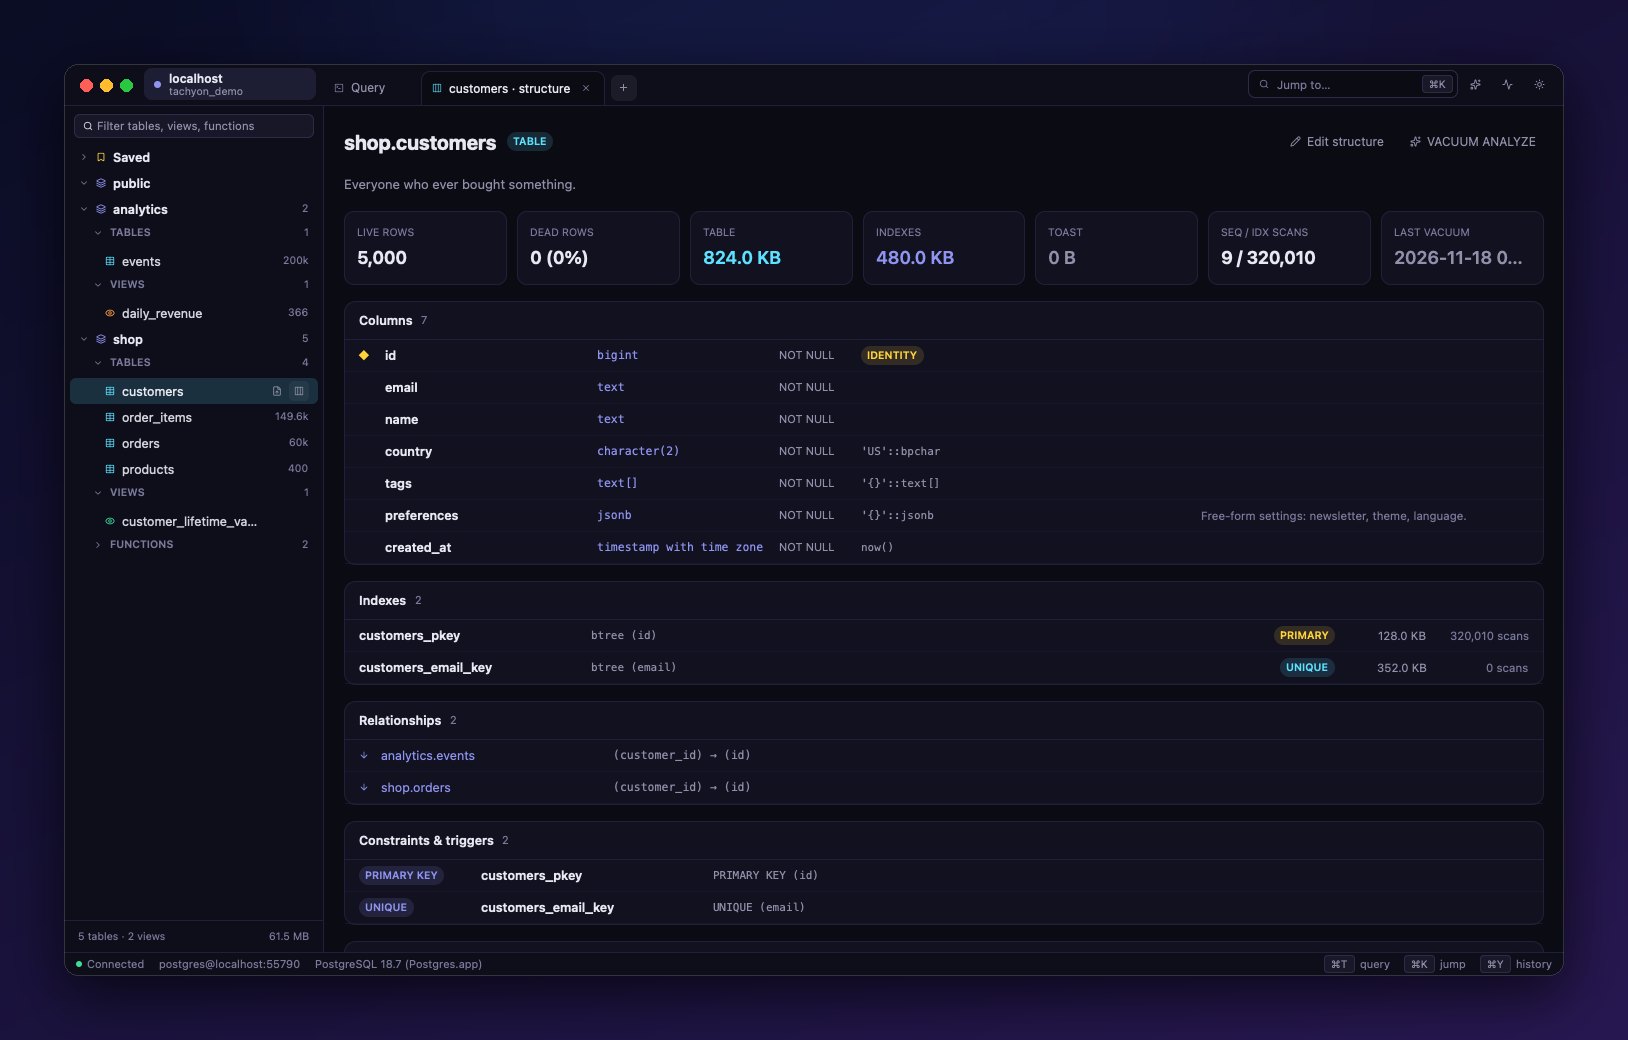 localhost
tachyon_demo
Query
customers · structure ×
+
Jump to... ⌘K
Filter tables, views, functions
Saved
public
analytics 2
TABLES 1
events 200k
VIEWS 1
daily_revenue 366
shop 5
TABLES 4
customers
order_items 149.6k
orders 60k
products 400
VIEWS 1
customer_lifetime_va...
FUNCTIONS 2
5 tables · 2 views 61.5 MB
shop.customers TABLE
Edit structure VACUUM ANALYZE
Everyone who ever bought something.
LIVE ROWS
5,000
DEAD ROWS
0 (0%)
TABLE
824.0 KB
INDEXES
480.0 KB
TOAST
0 B
SEQ / IDX SCANS
9 / 320,010
LAST VACUUM
2026-11-18 0...
Columns 7
id bigint NOT NULL IDENTITY
email text NOT NULL
name text NOT NULL
country character(2) NOT NULL 'US'::bpchar
tags text[] NOT NULL '{}'::text[]
preferences jsonb NOT NULL '{}'::jsonb Free-form settings: newsletter, theme, language.
created_at timestamp with time zone NOT NULL now()
Indexes 2
customers_pkey btree (id) PRIMARY 128.0 KB 320,010 scans
customers_email_key btree (email) UNIQUE 352.0 KB 0 scans
Relationships 2
↓ analytics.events (customer_id) → (id)
↓ shop.orders (customer_id) → (id)
Constraints & triggers 2
PRIMARY KEY customers_pkey PRIMARY KEY (id)
UNIQUE customers_email_key UNIQUE (email)
Connected postgres@localhost:55790 PostgreSQL 18.7 (Postgres.app)
⌘T query ⌘K jump ⌘Y history